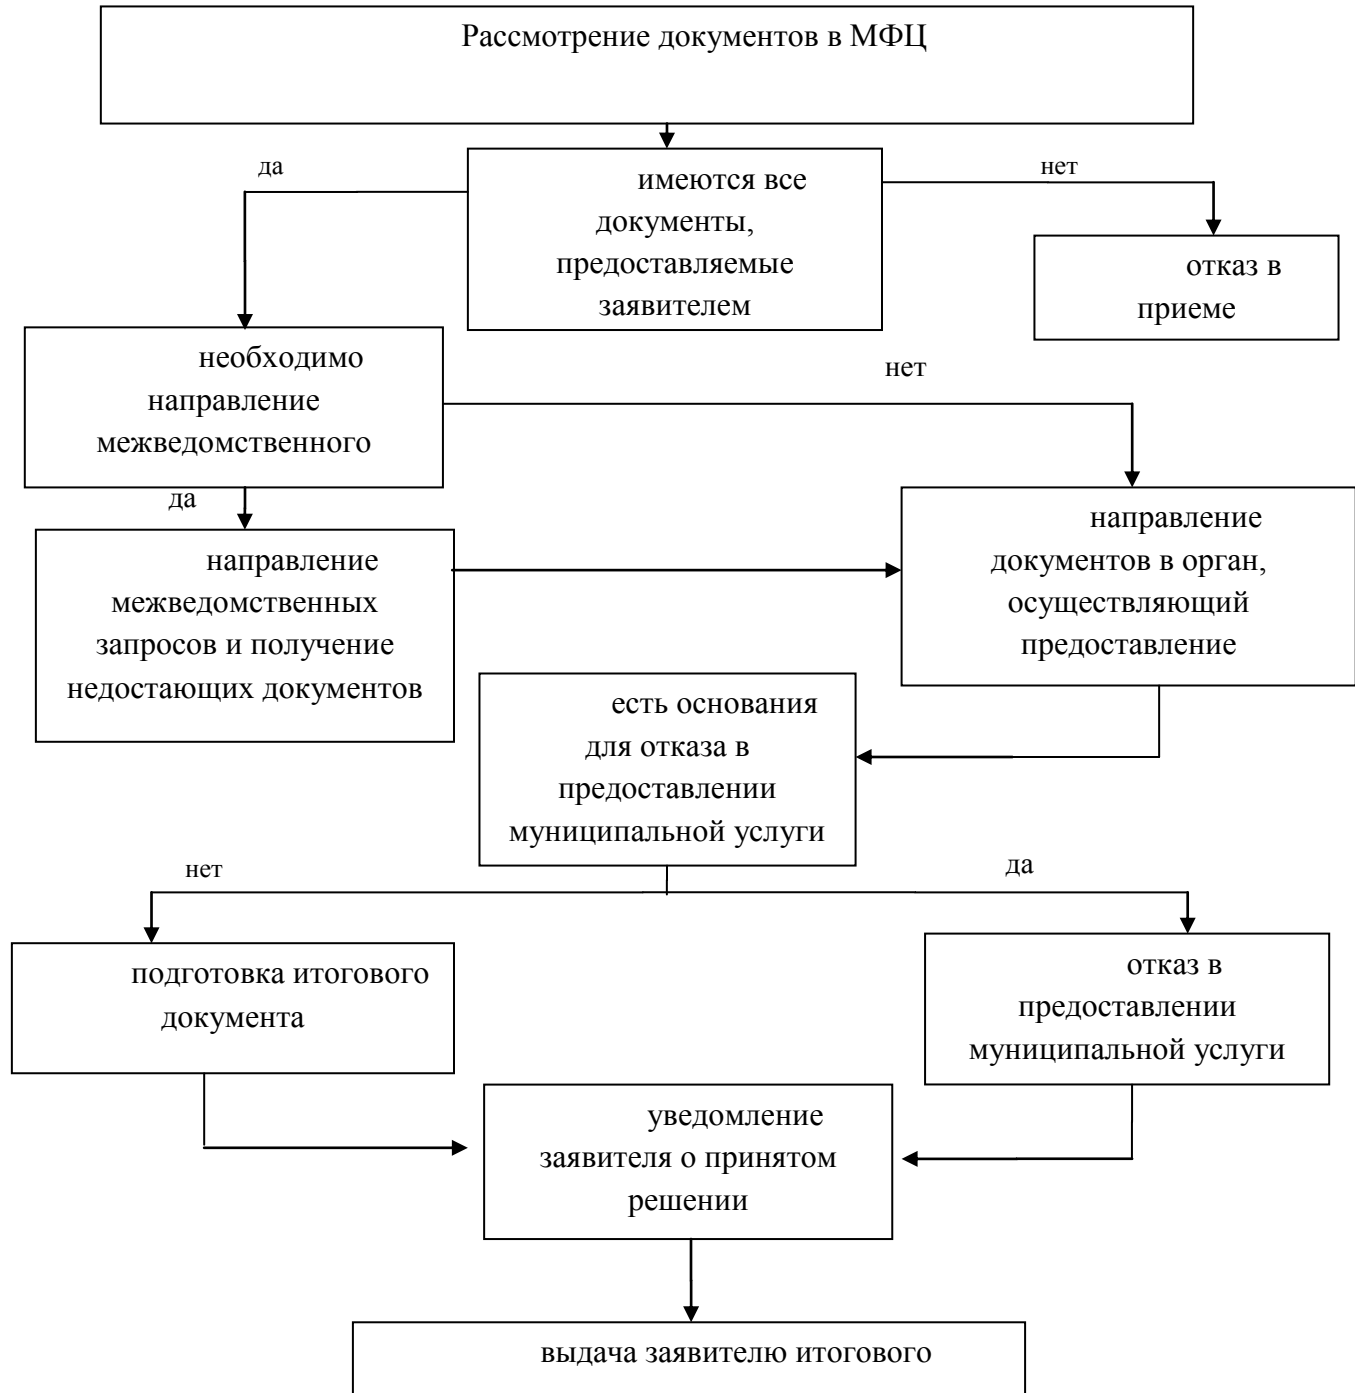 Рассмотрение документов в МФЦ
да
нет
имеются все
документы,
предоставляемые
заявителем
отказ в
приеме
необходимо
направление
межведомственного
нет
да
направление
межведомственных
запросов и получение
недостающих документов
направление
документов в орган,
осуществляющий
предоставление
есть основания
для отказа в
предоставлении
муниципальной услуги
нет
да
подготовка итогового
документа
отказ в
предоставлении
муниципальной услуги
уведомление
заявителя о принятом
решении
выдача заявителю итогового